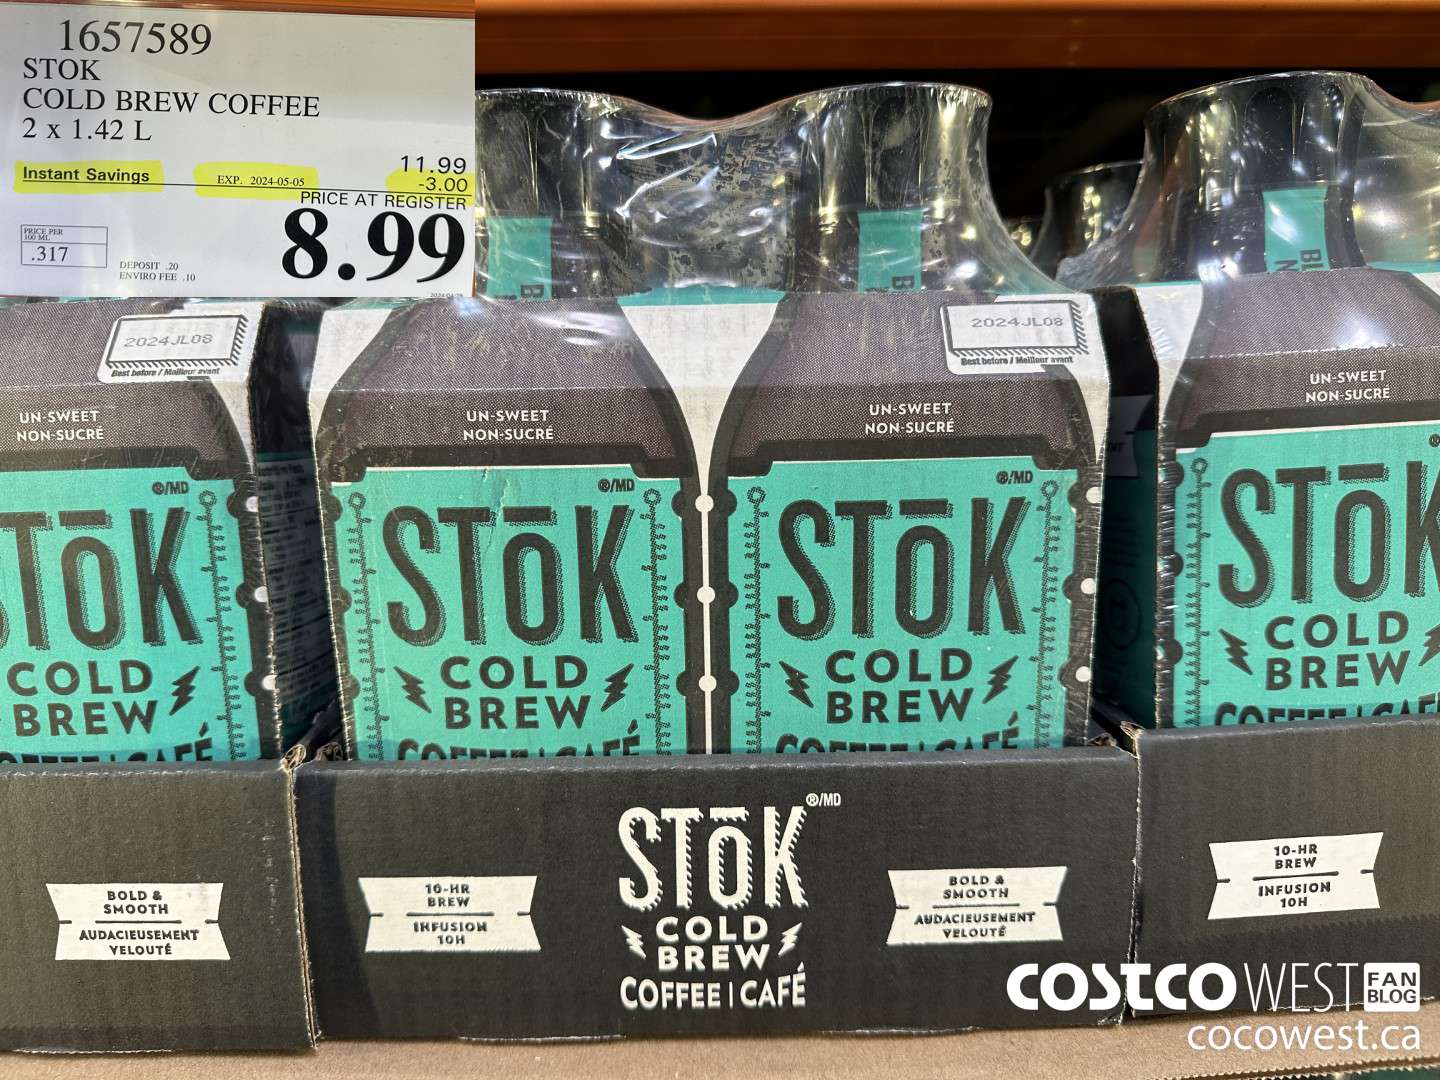 1657589
STOK
COLD BREW COFFEE
2 x 1.42 L
Instant Savings EXP. 2024-05-05 11.99
-3.00
PRICE AT REGISTER
8.99
PRICE PER
100 ML
.317
DEPOSIT .20
ENVIRO FEE .10
2024JL08
Best before / Meilleur avant
UN-SWEET
NON-SUCRÉ
®/MD
STōK
COLD
BREW
COFFEE | CAFÉ
UN-SWEET
NON-SUCRÉ
®/MD
STōK
COLD
BREW
COFFEE | CAFÉ
2024JL08
Best before / Meilleur avant
UN-SWEET
NON-SUCRÉ
®/MD
STōK
COLD
BREW
COFFEE | CAFÉ
UN-SWEET
NON-SUCRÉ
STōK
COLD
BREW
COFFEE | CAFÉ
BOLD &
SMOOTH
AUDACIEUSEMENT
VELOUTÉ
10-HR
BREW
INFUSION
10H
®/MD
STōK
COLD
BREW
COFFEE | CAFÉ
BOLD &
SMOOTH
AUDACIEUSEMENT
VELOUTÉ
10-HR
BREW
INFUSION
10H
COSTCO WEST FAN
BLOG
cocowest.ca